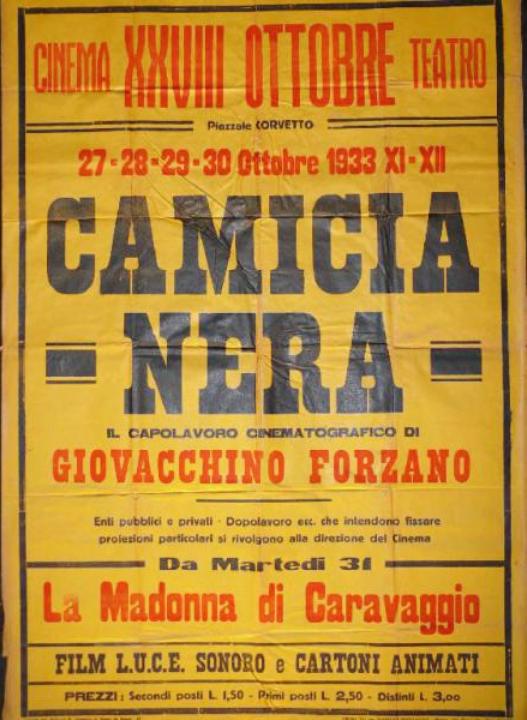 CINEMA XXVIII OTTOBRE TEATRO
Piazzale CORVETTO
27-28-29-30 Ottobre 1933 XI-XII
CAMICIA
NERA
IL CAPOLAVORO CINEMATOGRAFICO DI
GIOVACCHINO FORZANO
Enti pubblici e privati - Dopolavoro ecc. che intendono fissare
proiezioni particolari si rivolgono alla direzione del Cinema
Da Martedì 31
La Madonna di Caravaggio
FILM L.U.C.E. SONORO e CARTONI ANIMATI
PREZZI: Secondi posti L. 1,50 - Primi posti L. 2,50 - Distinti L. 3,00